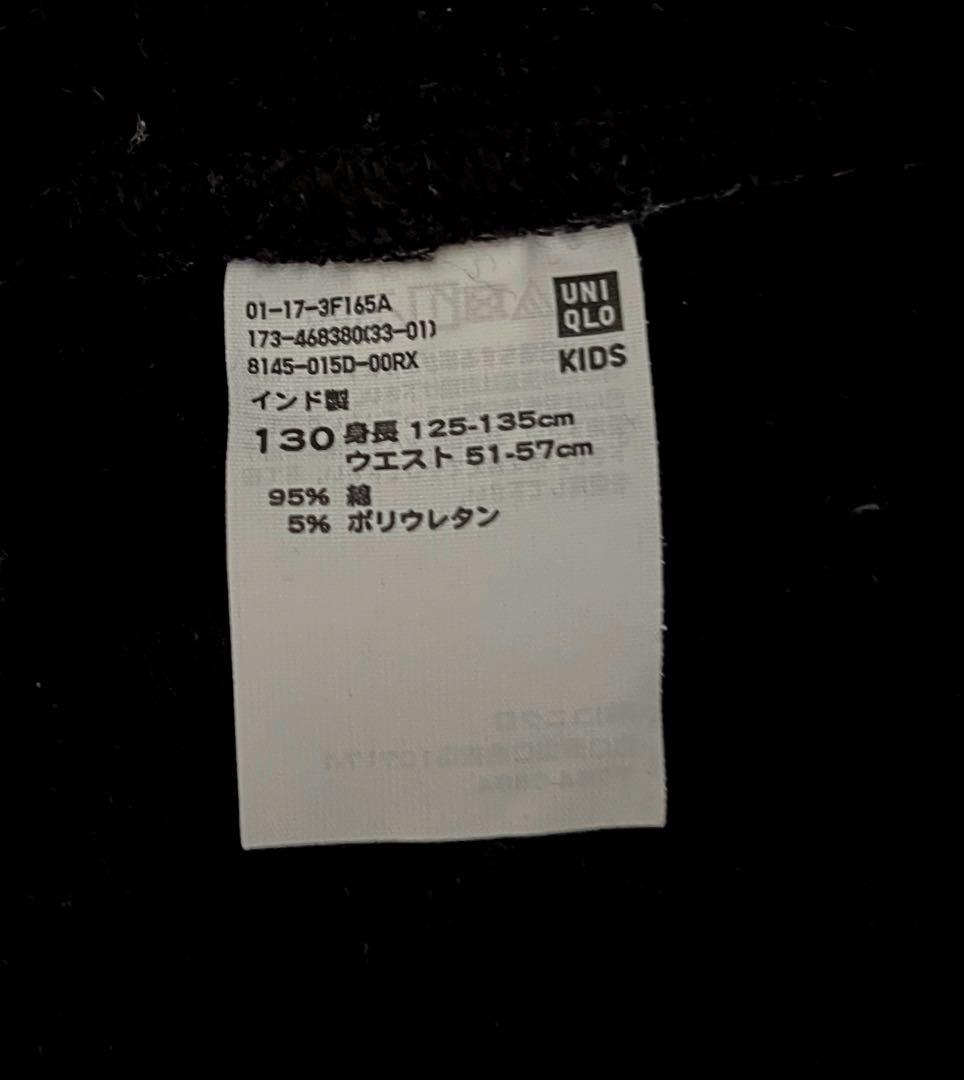 01-17-3F165A
173-468380(33-01)
8145-015D-00RX
UNI
QLO
KIDS
インド製
130 身長 125-135cm
ウエスト 51-57cm
95% 綿
5% ポリウレタン